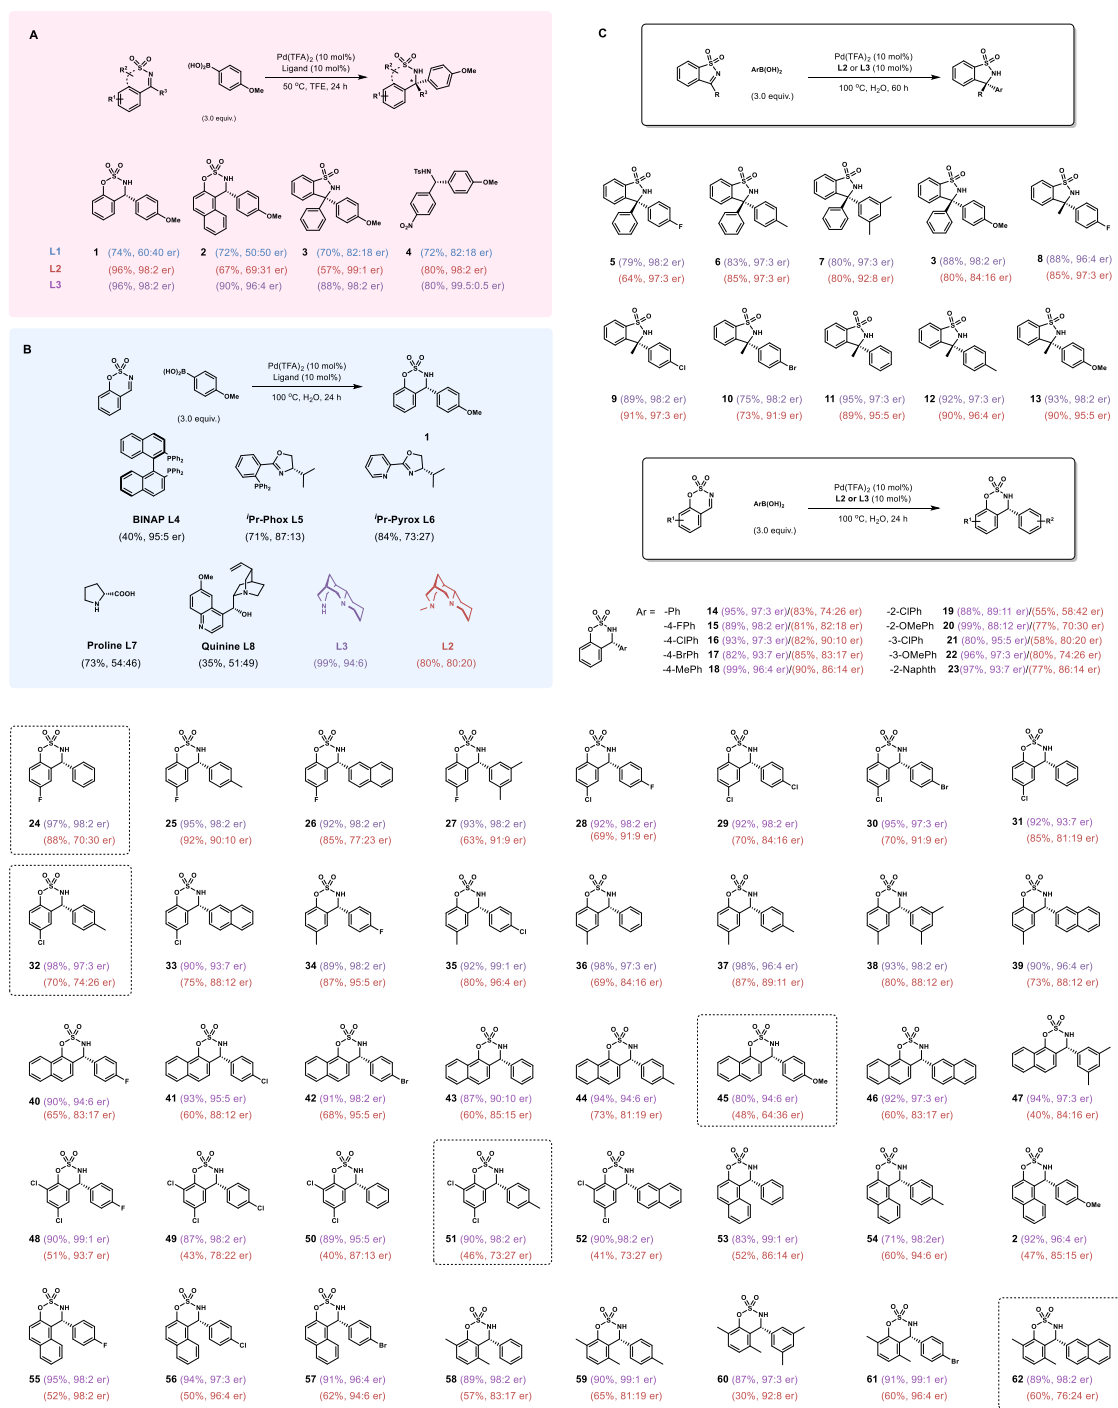 A
Pd(TFA)₂ (10 mol%)
Ligand (10 mol%)
50 °C, TFE, 24 h
(HO)₂B
OMe
(3.0 equiv.)
L1 1 (74%, 60:40 er) 2 (72%, 50:50 er) 3 (70%, 82:18 er) 4 (72%, 82:18 er)
L2 (96%, 98:2 er) (67%, 69:31 er) (57%, 99:1 er) (80%, 98:2 er)
L3 (96%, 98:2 er) (90%, 96:4 er) (88%, 98:2 er) (80%, 99.5:0.5 er)
B
Pd(TFA)₂ (10 mol%)
Ligand (10 mol%)
100 °C, H₂O, 24 h
(HO)₂B
OMe
(3.0 equiv.)
1
PPh₂
PPh₂
PPh₂
BINAP L4 ⁱPr-Phox L5 ⁱPr-Pyrox L6
(40%, 95:5 er) (71%, 87:13) (84%, 73:27)
COOH
OMe
OH
Proline L7 Quinine L8 L3 L2
(73%, 54:46) (35%, 51:49) (99%, 94:6) (80%, 80:20)
C
Pd(TFA)₂ (10 mol%)
L2 or L3 (10 mol%)
100 °C, H₂O, 60 h
ArB(OH)₂
(3.0 equiv.)
5 (79%, 98:2 er) 6 (83%, 97:3 er) 7 (80%, 97:3 er) 3 (88%, 98:2 er) 8 (88%, 96:4 er)
(64%, 97:3 er) (85%, 97:3 er) (80%, 92:8 er) (80%, 84:16 er) (85%, 97:3 er)
9 (89%, 98:2 er) 10 (75%, 98:2 er) 11 (95%, 97:3 er) 12 (92%, 97:3 er) 13 (93%, 98:2 er)
(91%, 97:3 er) (73%, 91:9 er) (89%, 95:5 er) (90%, 96:4 er) (90%, 95:5 er)
Pd(TFA)₂ (10 mol%)
L2 or L3 (10 mol%)
100 °C, H₂O, 24 h
ArB(OH)₂
(3.0 equiv.)
Ar = -Ph 14 (95%, 97:3 er)/(83%, 74:26 er) -2-ClPh 19 (88%, 89:11 er)/(55%, 58:42 er)
-4-FPh 15 (89%, 98:2 er)/(81%, 82:18 er) -2-OMePh 20 (99%, 88:12 er)/(77%, 70:30 er)
-4-ClPh 16 (93%, 97:3 er)/(82%, 90:10 er) -3-ClPh 21 (80%, 95:5 er)/(58%, 80:20 er)
-4-BrPh 17 (82%, 93:7 er)/(85%, 83:17 er) -3-OMePh 22 (96%, 97:3 er)/(80%, 74:26 er)
-4-MePh 18 (99%, 96:4 er)/(90%, 86:14 er) -2-Naphth 23(97%, 93:7 er)/(77%, 86:14 er)
24 (97%, 98:2 er) 25 (95%, 98:2 er) 26 (92%, 98:2 er) 27 (93%, 98:2 er) 28 (92%, 98:2 er) 29 (92%, 98:2 er) 30 (95%, 97:3 er) 31 (92%, 93:7 er)
(88%, 70:30 er) (92%, 90:10 er) (85%, 77:23 er) (63%, 91:9 er) (69%, 91:9 er) (70%, 84:16 er) (70%, 91:9 er) (85%, 81:19 er)
32 (98%, 97:3 er) 33 (90%, 93:7 er) 34 (89%, 98:2 er) 35 (92%, 99:1 er) 36 (98%, 97:3 er) 37 (98%, 96:4 er) 38 (93%, 98:2 er) 39 (90%, 96:4 er)
(70%, 74:26 er) (75%, 88:12 er) (87%, 95:5 er) (80%, 96:4 er) (69%, 84:16 er) (87%, 89:11 er) (80%, 88:12 er) (73%, 88:12 er)
40 (90%, 94:6 er) 41 (93%, 95:5 er) 42 (91%, 98:2 er) 43 (87%, 90:10 er) 44 (94%, 94:6 er) 45 (80%, 94:6 er) 46 (92%, 97:3 er) 47 (94%, 97:3 er)
(65%, 83:17 er) (60%, 88:12 er) (68%, 95:5 er) (60%, 85:15 er) (73%, 81:19 er) (48%, 64:36 er) (60%, 83:17 er) (40%, 84:16 er)
48 (90%, 99:1 er) 49 (87%, 98:2 er) 50 (89%, 95:5 er) 51 (90%, 98:2 er) 52 (90%,98:2 er) 53 (83%, 99:1 er) 54 (71%, 98:2er) 2 (92%, 96:4 er)
(51%, 93:7 er) (43%, 78:22 er) (40%, 87:13 er) (46%, 73:27 er) (41%, 73:27 er) (52%, 86:14 er) (60%, 94:6 er) (47%, 85:15 er)
55 (95%, 98:2 er) 56 (94%, 97:3 er) 57 (91%, 96:4 er) 58 (89%, 98:2 er) 59 (90%, 99:1 er) 60 (87%, 97:3 er) 61 (91%, 99:1 er) 62 (89%, 98:2 er)
(52%, 98:2 er) (50%, 96:4 er) (62%, 94:6 er) (57%, 83:17 er) (65%, 81:19 er) (30%, 92:8 er) (60%, 96:4 er) (60%, 76:24 er)